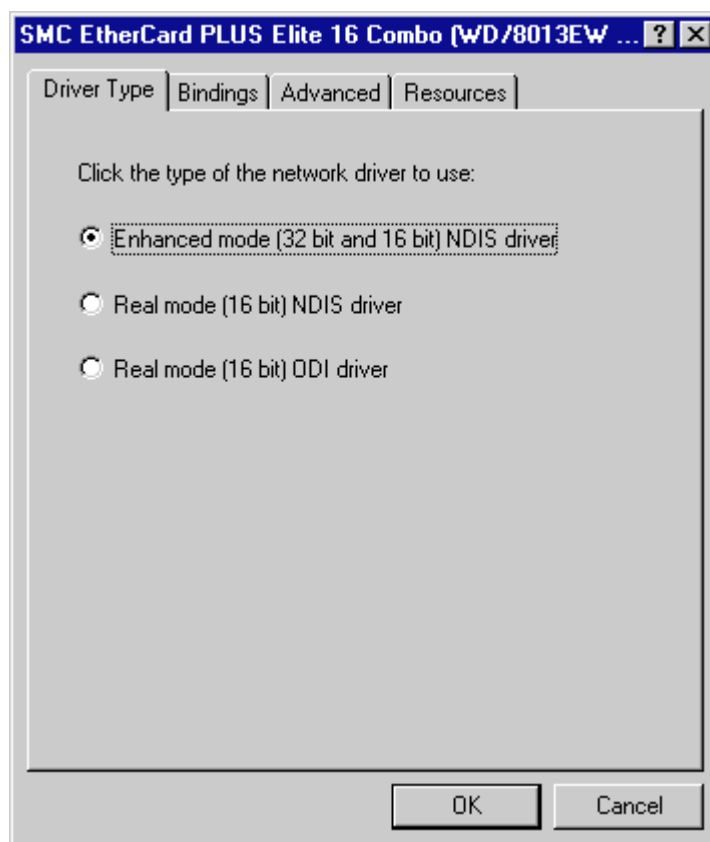 SMC EtherCard PLUS Elite 16 Combo (WD/8013EW ...
Driver Type Bindings Advanced Resources
Click the type of the network driver to use:
Enhanced mode (32 bit and 16 bit) NDIS driver
Real mode (16 bit) NDIS driver
Real mode (16 bit) ODI driver
OK Cancel